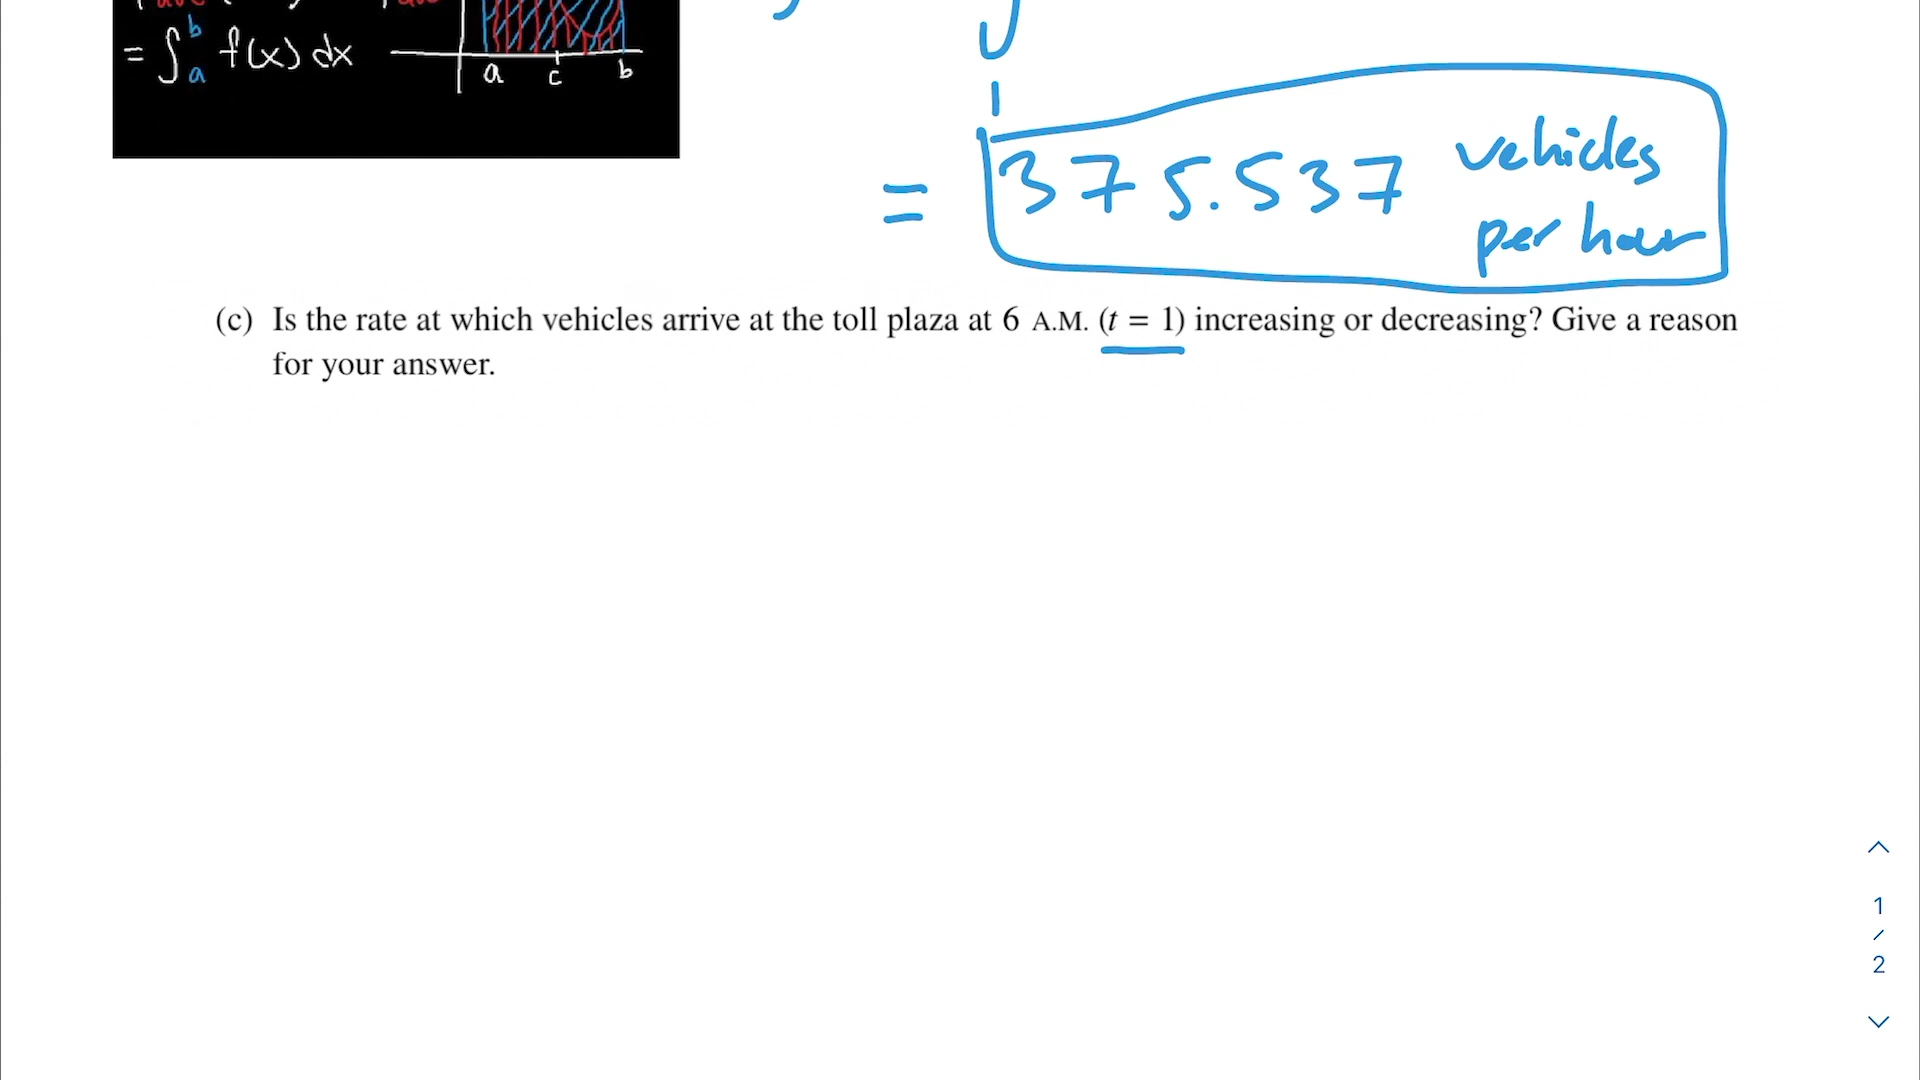 = ∫ₐᵇ f(x) dx
a c b
= 375.537 vehicles
per hour
(c) Is the rate at which vehicles arrive at the toll plaza at 6 A.M. (t = 1) increasing or decreasing? Give a reason
for your answer.
1
/
2